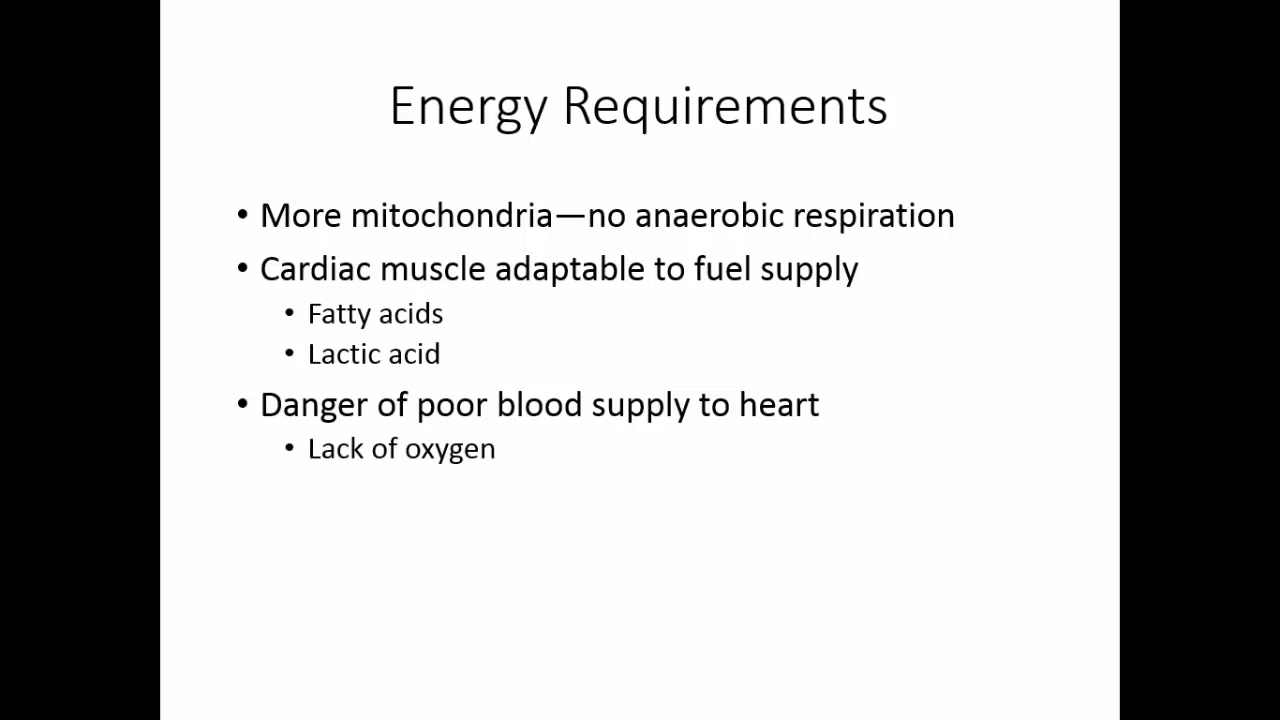 Energy Requirements
• More mitochondria—no anaerobic respiration
• Cardiac muscle adaptable to fuel supply
• Fatty acids
• Lactic acid
• Danger of poor blood supply to heart
• Lack of oxygen